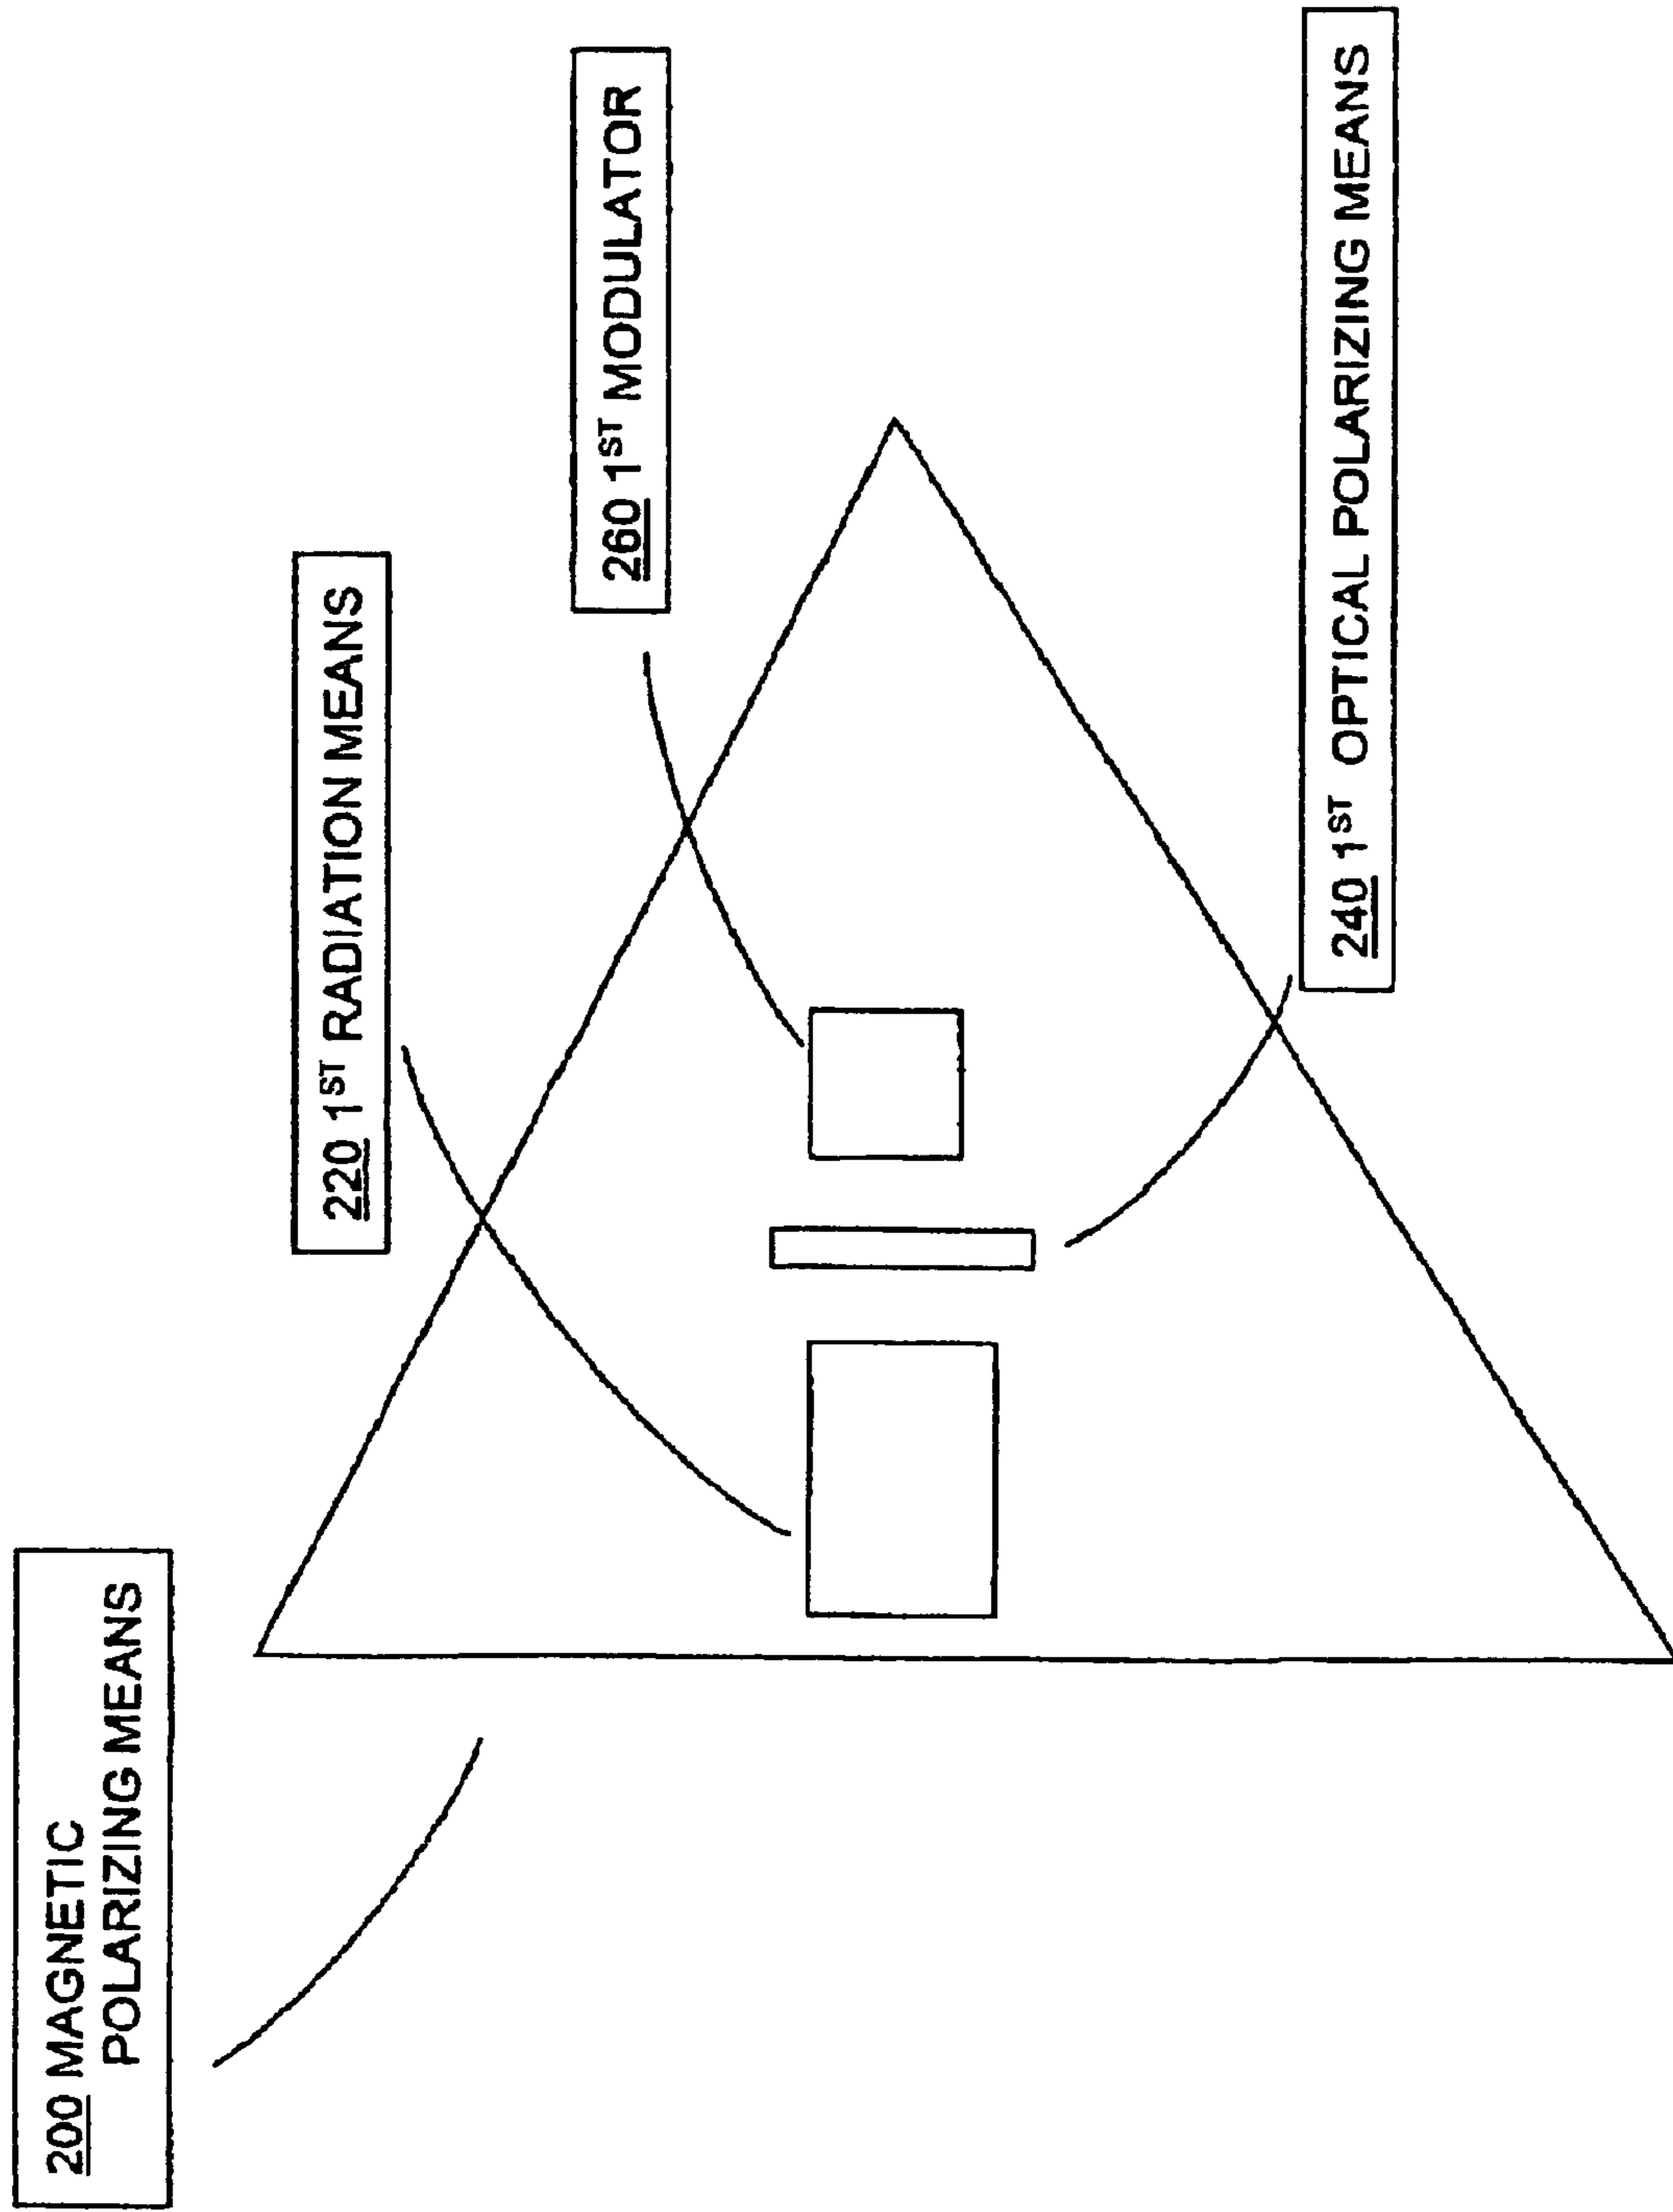 200 MAGNETIC
POLARIZING MEANS
220 1ST RADIATION MEANS
260 1ST MODULATOR
240 1ST OPTICAL POLARIZING MEANS